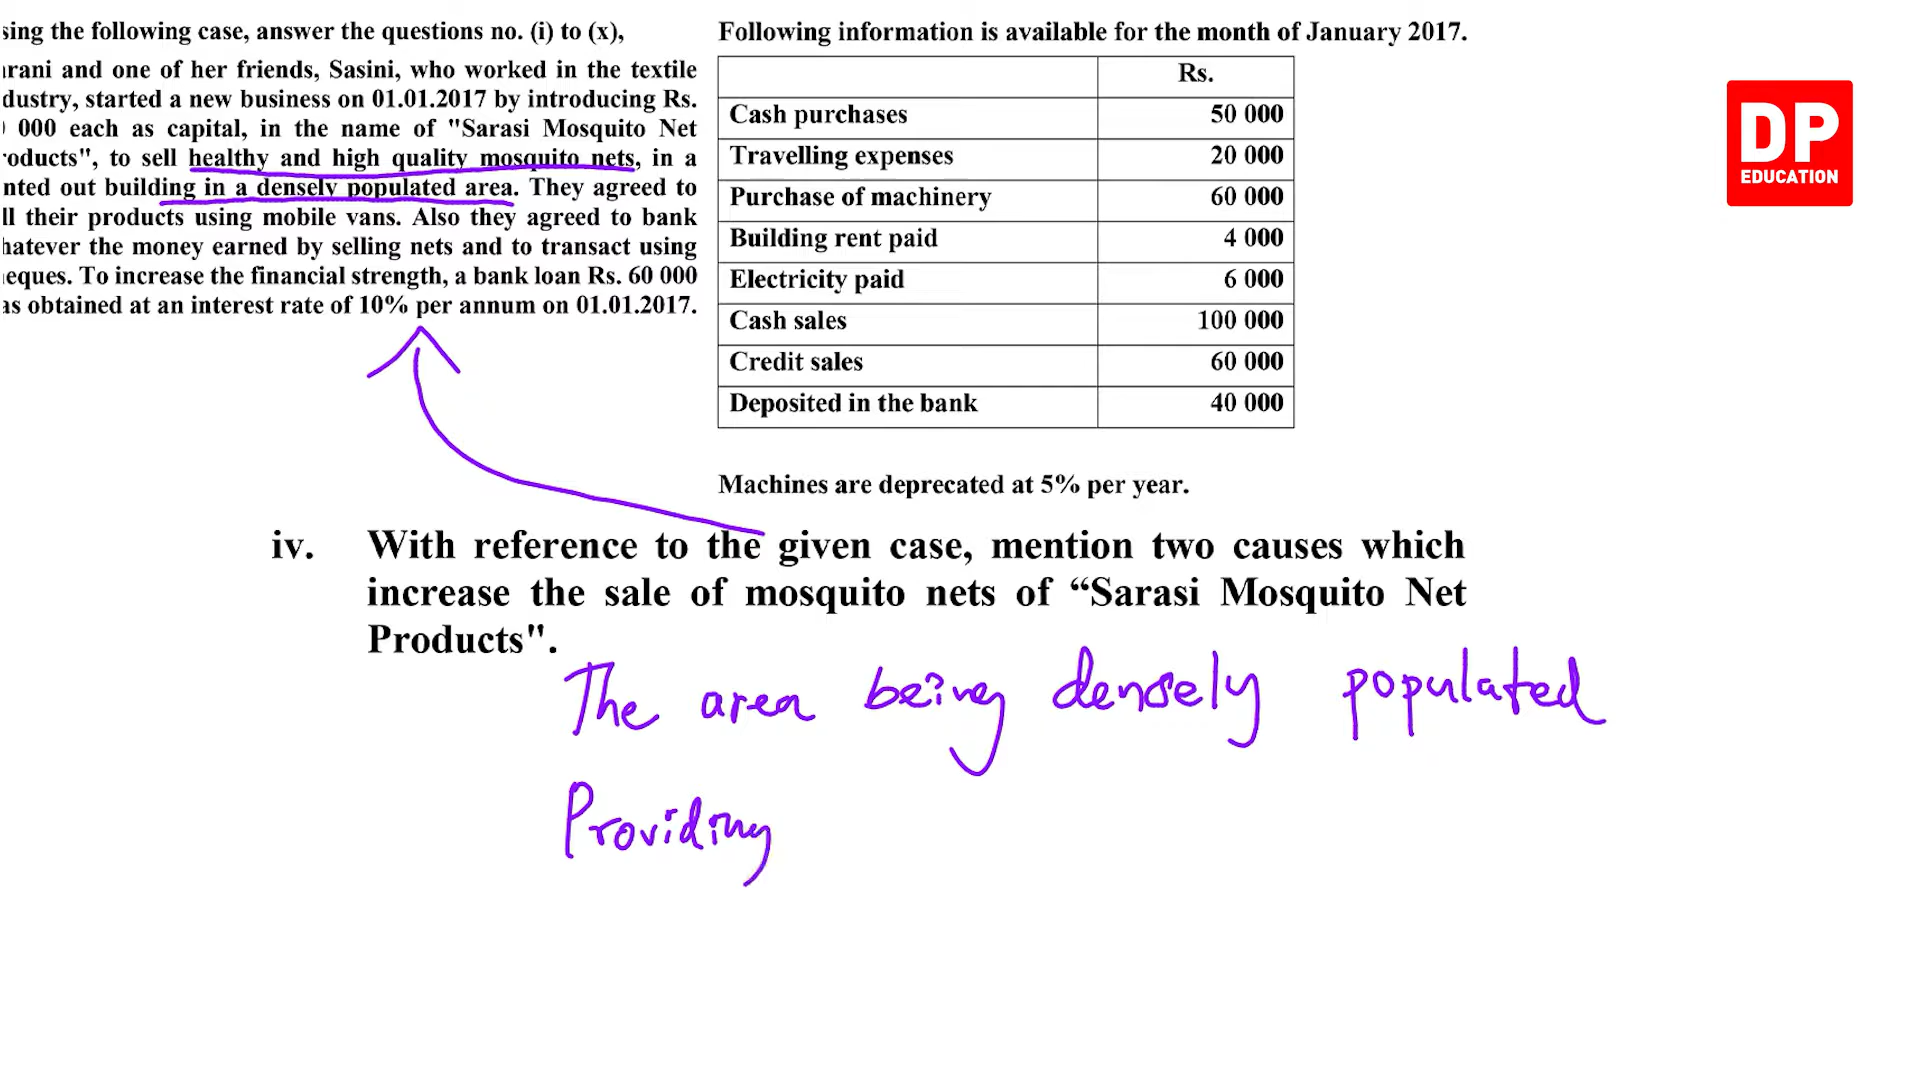 sing the following case, answer the questions no. (i) to (x),
rani and one of her friends, Sasini, who worked in the textile
dustry, started a new business on 01.01.2017 by introducing Rs.
000 each as capital, in the name of "Sarasi Mosquito Net
roducts", to sell healthy and high quality mosquito nets, in a
nted out building in a densely populated area. They agreed to
ll their products using mobile vans. Also they agreed to bank
hatever the money earned by selling nets and to transact using
eques. To increase the financial strength, a bank loan Rs. 60 000
as obtained at an interest rate of 10% per annum on 01.01.2017.
Following information is available for the month of January 2017.
Rs.
Cash purchases 50 000
Travelling expenses 20 000
Purchase of machinery 60 000
Building rent paid 4 000
Electricity paid 6 000
Cash sales 100 000
Credit sales 60 000
Deposited in the bank 40 000
Machines are deprecated at 5% per year.
DP
EDUCATION
iv. With reference to the given case, mention two causes which
increase the sale of mosquito nets of “Sarasi Mosquito Net
Products".
The area being densely populated
Providing